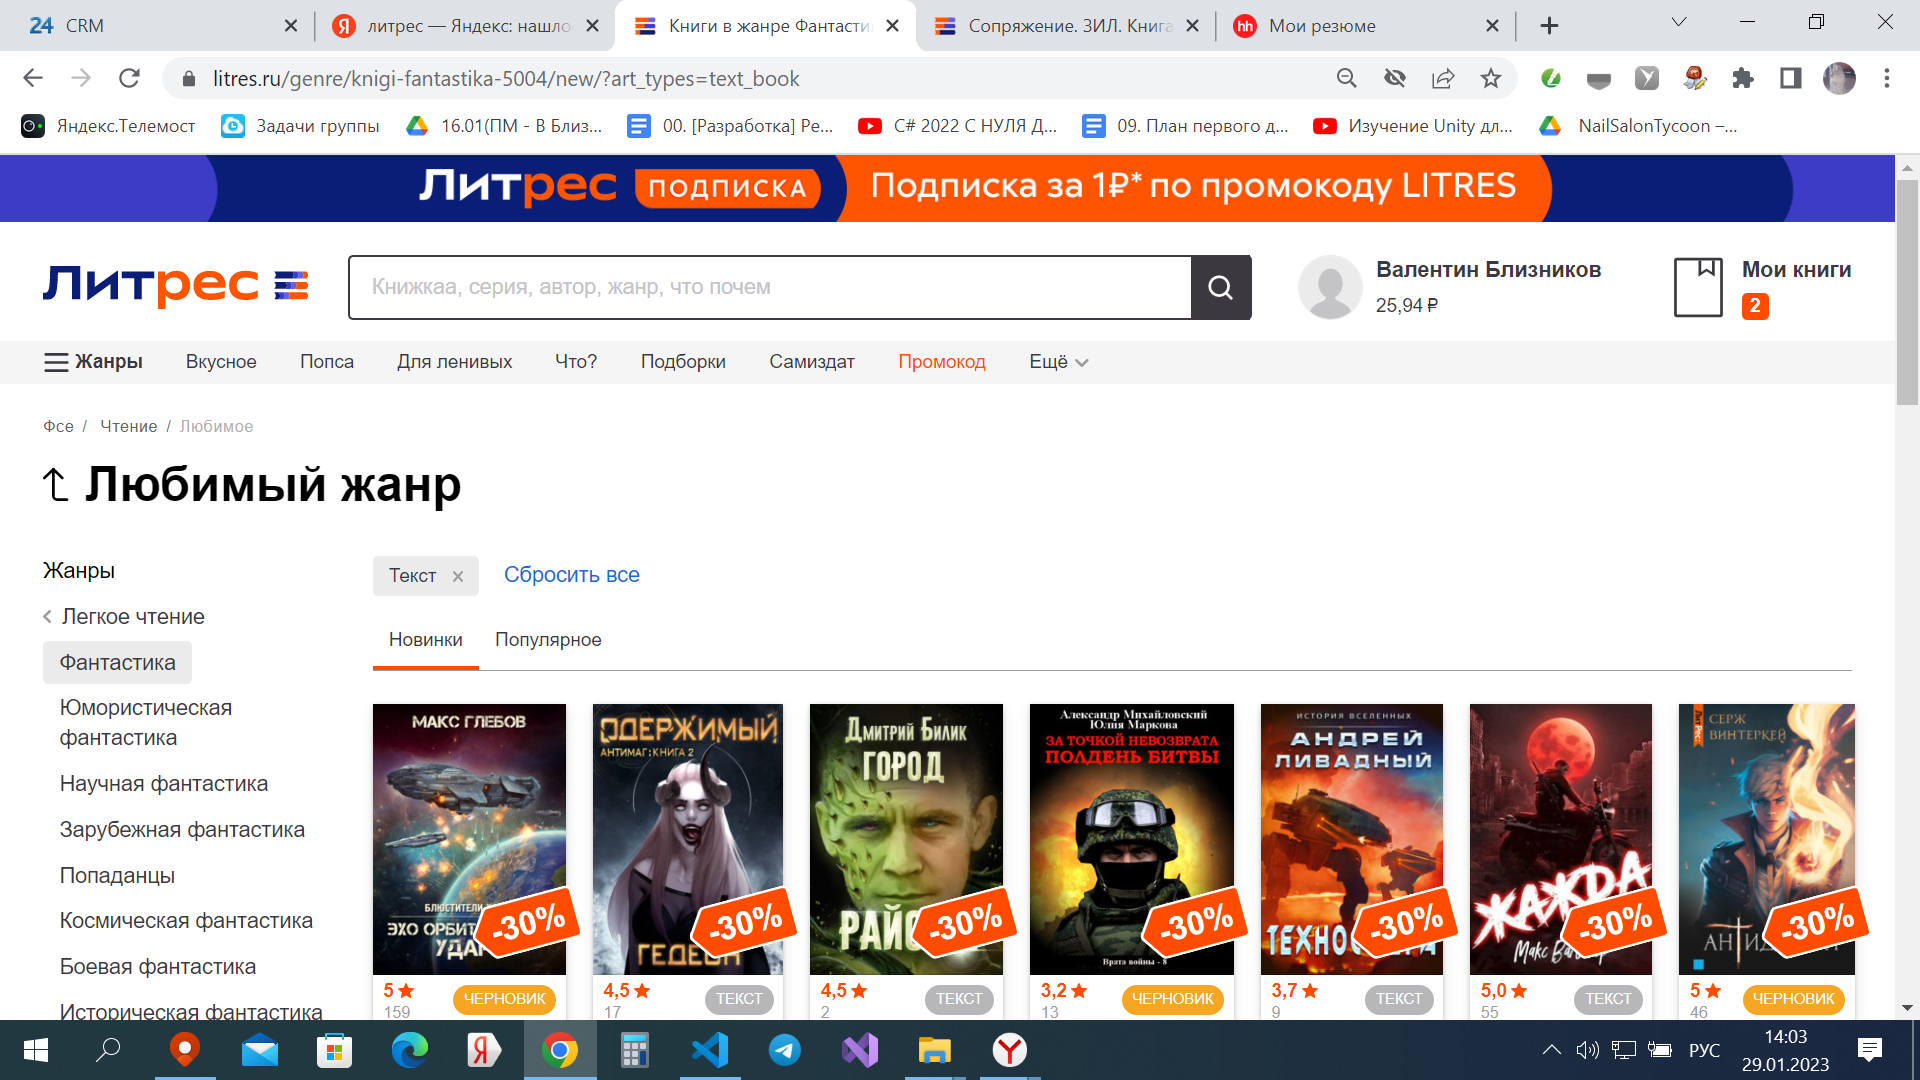 24 CRM
литрес — Яндекс: нашло
Книги в жанре Фантасти
Сопряжение. ЗИЛ. Книга
Мои резюме
litres.ru/genre/knigi-fantastika-5004/new/?art_types=text_book
Яндекс.Телемост
Задачи группы
16.01(ПМ - В Близ...
00. [Разработка] Ре...
C# 2022 С НУЛЯ Д...
09. План первого д...
Изучение Unity дл...
NailSalonTycoon –...
Литрес ПОДПИСКА Подписка за 1₽* по промокоду LITRES
Литрес
Книжкаа, серия, автор, жанр, что почем
Валентин Близников
25,94 ₽
Мои книги
2
Жанры Вкусное Попса Для ленивых Что? Подборки Самиздат Промокод Ещё
Фсе / Чтение / Любимое
Любимый жанр
Жанры
Легкое чтение
Фантастика
Юмористическая
фантастика
Научная фантастика
Зарубежная фантастика
Попаданцы
Космическая фантастика
Боевая фантастика
Историческая фантастика
Текст Сбросить все
Новинки Популярное
МАКС ГЛЕБОВ
-30%
5
ЧЕРНОВИК
159
ОДЕРЖИМЫЙ
АНТИМАГ: КНИГА 2
-30%
4,5
ТЕКСТ
17
Дмитрий Билик
ГОРОД
-30%
4,5
ТЕКСТ
2
Александр Михайловский
Юлия Маркова
ЗА ТОЧКОЙ НЕВОЗВРАТА
ПОЛДЕНЬ БИТВЫ
-30%
Врата войны - 8
3,2
ЧЕРНОВИК
13
ИСТОРИЯ ВСЕЛЕННЫХ
АНДРЕЙ
ЛИВАДНЫЙ
-30%
3,7
ТЕКСТ
9
ЖАЖДА
-30%
Макс
5,0
ТЕКСТ
55
ЛитРес:
СЕРЖ
ВИНТЕРКЕЙ
-30%
5
ЧЕРНОВИК
46
РУС
14:03
29.01.2023